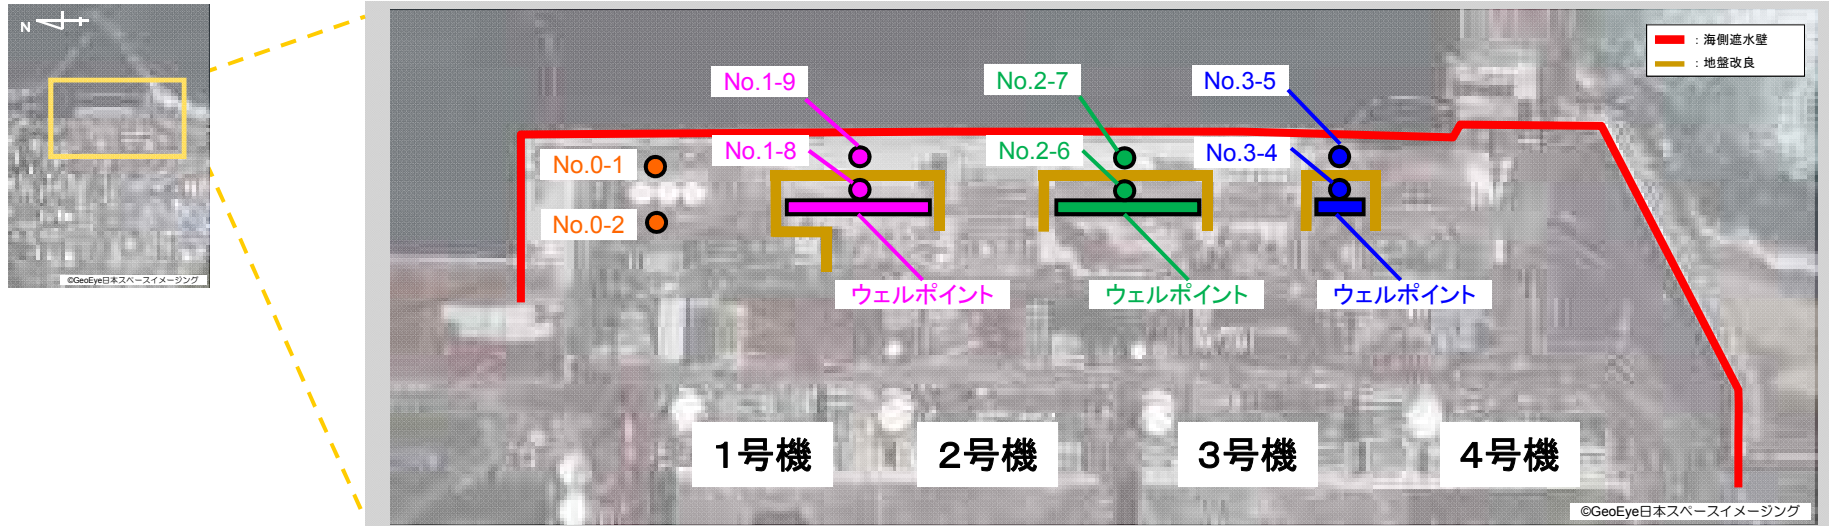 N
©GeoEye日本スペースイメージング
：海側遮水壁
：地盤改良
No.1-9
No.2-7
No.3-5
No.0-1
No.1-8
No.2-6
No.3-4
No.0-2
ウェルポイント
ウェルポイント
ウェルポイント
1号機
2号機
3号機
4号機
©GeoEye日本スペースイメージング